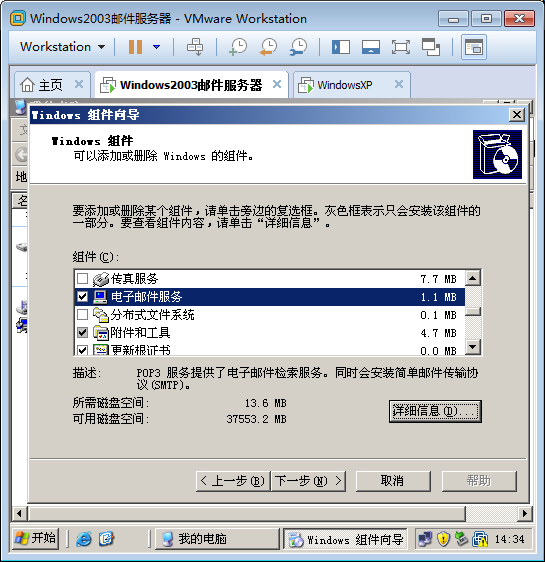 Windows2003邮件服务器 - VMware Workstation
Workstation
主页
Windows2003邮件服务器
WindowsXP
Windows 组件向导
Windows 组件
可以添加或删除 Windows 的组件。
要添加或删除某个组件，请单击旁边的复选框。灰色框表示只会安装该组件的
一部分。要查看组件内容，请单击“详细信息”。
组件(C):
传真服务 7.7 MB
电子邮件服务 1.1 MB
分布式文件系统 0.1 MB
附件和工具 4.7 MB
更新根证书 0.0 MB
描述: POP3 服务提供了电子邮件检索服务。同时会安装简单邮件传输协
议(SMTP)。
所需磁盘空间: 13.6 MB
可用磁盘空间: 37553.2 MB
详细信息(D)...
< 上一步(B) 下一步(N) > 取消 帮助
开始 我的电脑 Windows 组件向导 14:34